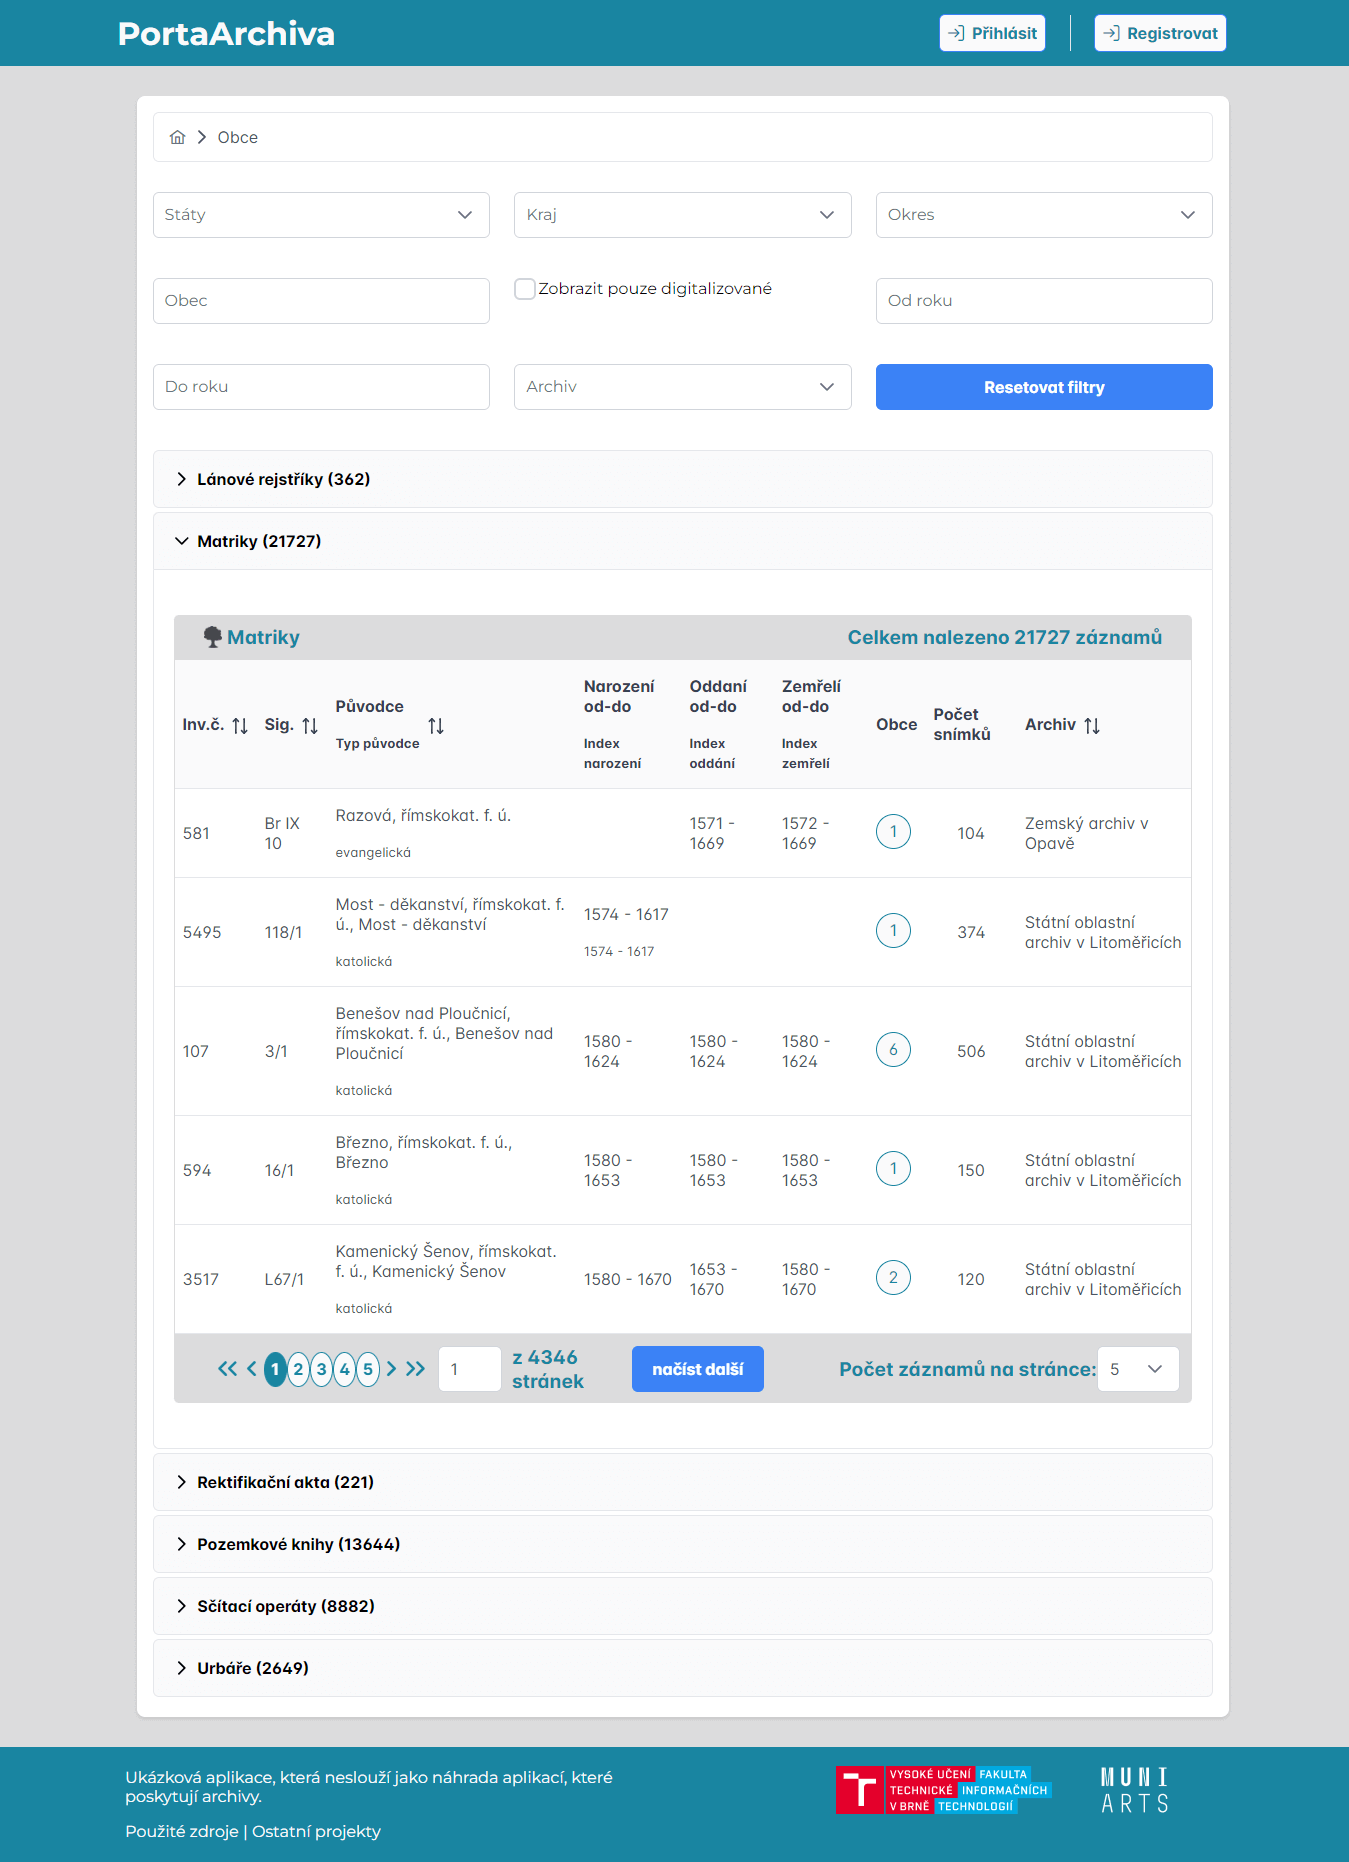 PortaArchiva
Přihlásit
Registrovat
Obce
Státy
Kraj
Okres
Obec
Zobrazit pouze digitalizované
Od roku
Do roku
Archiv
Resetovat filtry
Lánové rejstříky (362)
Matriky (21727)
Matriky
Celkem nalezeno 21727 záznamů
Inv.č.
Sig.
Původce
Typ původce
Narození
od-do
Index
narození
Oddaní
od-do
Index
oddání
Zemřelí
od-do
Index
zemřelí
Obce
Počet
snímků
Archiv
581
Br IX
10
Razová, římskokat. f. ú.
evangelická
1571 -
1669
1572 -
1669
1
104
Zemský archiv v
Opavě
5495
118/1
Most - děkanství, římskokat. f.
ú., Most - děkanství
katolická
1574 - 1617
1574 - 1617
1
374
Státní oblastní
archiv v Litoměřicích
107
3/1
Benešov nad Ploučnicí,
římskokat. f. ú., Benešov nad
Ploučnicí
katolická
1580 -
1624
1580 -
1624
1580 -
1624
6
506
Státní oblastní
archiv v Litoměřicích
594
16/1
Březno, římskokat. f. ú.,
Březno
katolická
1580 -
1653
1580 -
1653
1580 -
1653
1
150
Státní oblastní
archiv v Litoměřicích
3517
L67/1
Kamenický Šenov, římskokat.
f. ú., Kamenický Šenov
katolická
1580 - 1670
1653 -
1670
1580 -
1670
2
120
Státní oblastní
archiv v Litoměřicích
1 2 3 4 5
1
z 4346
stránek
načíst další
Počet záznamů na stránce:
5
Rektifikační akta (221)
Pozemkové knihy (13644)
Sčítací operáty (8882)
Urbáře (2649)
Ukázková aplikace, která neslouží jako náhrada aplikací, které
poskytují archivy.
Použité zdroje | Ostatní projekty
VYSOKÉ UČENÍ FAKULTA
TECHNICKÉ INFORMAČNÍCH
V BRNĚ TECHNOLOGIÍ
MUNI
ARTS